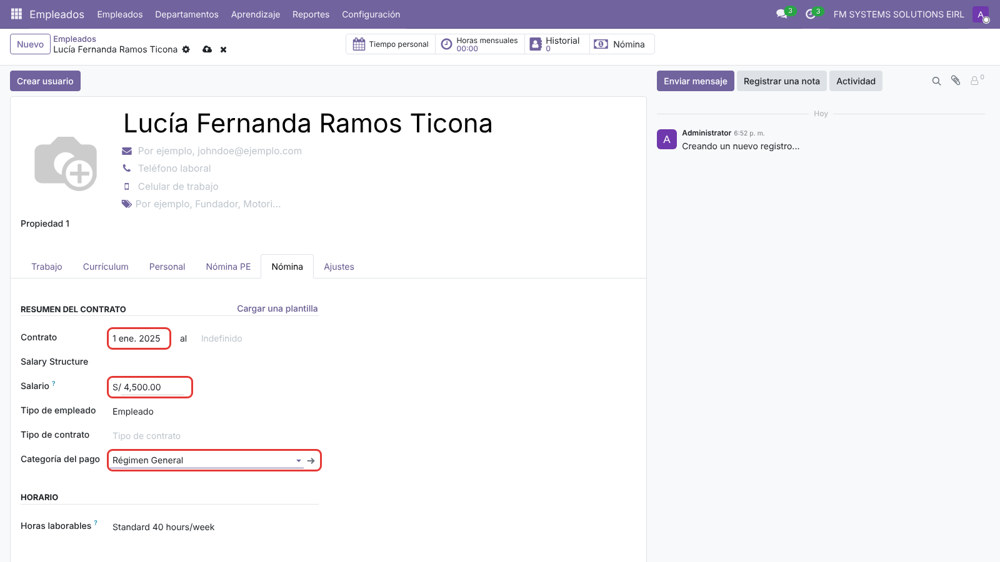 Empleados Empleados Departamentos Aprendizaje Reportes Configuración 3 3 FM SYSTEMS SOLUTIONS EIRL A
Nuevo Empleados
Lucía Fernanda Ramos Ticona
Tiempo personal
Horas mensuales
00:00
Historial
0
Nómina
Crear usuario
Enviar mensaje Registrar una nota Actividad 0
Lucía Fernanda Ramos Ticona
Por ejemplo, johndoe@ejemplo.com
Teléfono laboral
Celular de trabajo
Por ejemplo, Fundador, Motori...
Propiedad 1
Trabajo Currículum Personal Nómina PE Nómina Ajustes
RESUMEN DEL CONTRATO Cargar una plantilla
Contrato 1 ene. 2025 al Indefinido
Salary Structure
Salario ? S/ 4,500.00
Tipo de empleado Empleado
Tipo de contrato Tipo de contrato
Categoría del pago Régimen General
HORARIO
Horas laborables ? Standard 40 hours/week
Hoy
A Administrator 6:52 p. m.
Creando un nuevo registro...